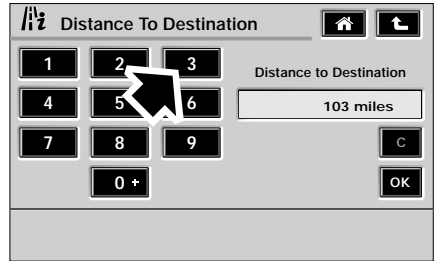 i Distance To Destination
1 2 3 Distance to Destination
4 5 6 103 miles
7 8 9 C
0 + OK